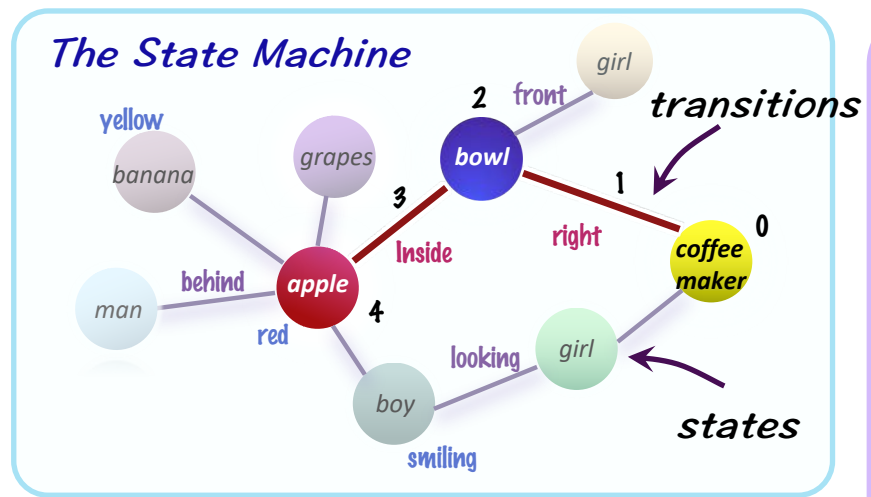 The State Machine
girl
2
front
transitions
yellow
grapes
bowl
banana
1
3
0
right
Inside
coffee
maker
behind
apple
man
4
red
looking
girl
boy
states
smiling